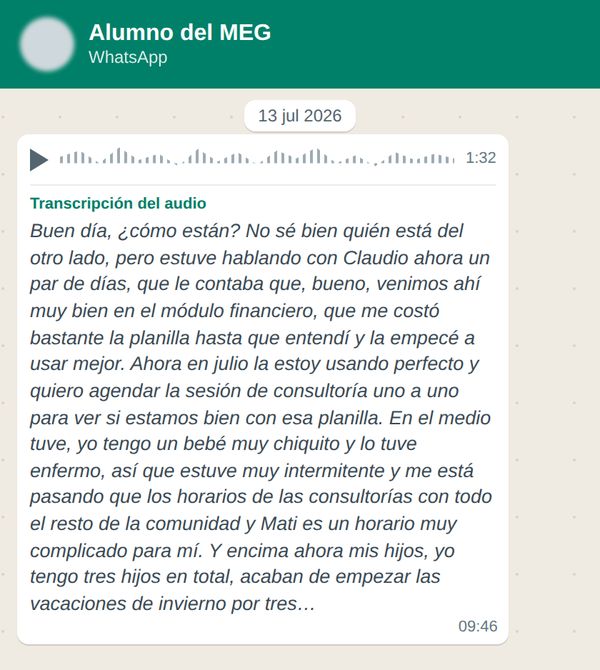 Alumno del MEG
WhatsApp
13 jul 2026
1:32
Transcripción del audio
Buen día, ¿cómo están? No sé bien quién está del
otro lado, pero estuve hablando con Claudio ahora un
par de días, que le contaba que, bueno, venimos ahí
muy bien en el módulo financiero, que me costó
bastante la planilla hasta que entendí y la empecé a
usar mejor. Ahora en julio la estoy usando perfecto y
quiero agendar la sesión de consultoría uno a uno
para ver si estamos bien con esa planilla. En el medio
tuve, yo tengo un bebé muy chiquito y lo tuve
enfermo, así que estuve muy intermitente y me está
pasando que los horarios de las consultorías con todo
el resto de la comunidad y Mati es un horario muy
complicado para mí. Y encima ahora mis hijos, yo
tengo tres hijos en total, acaban de empezar las
vacaciones de invierno por tres…
09:46